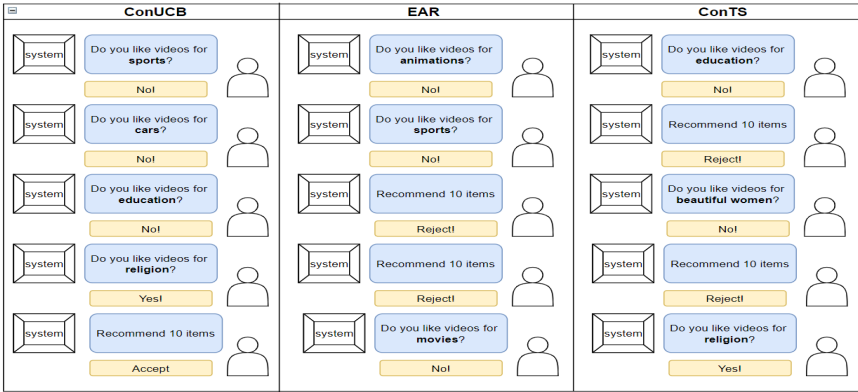 ConUCB
system
Do you like videos for
sports?
No!
system
Do you like videos for
cars?
No!
system
Do you like videos for
education?
No!
system
Do you like videos for
religion?
Yes!
system
Recommend 10 items
Accept
EAR
system
Do you like videos for
animations?
No!
system
Do you like videos for
sports?
No!
system
Recommend 10 items
Reject!
system
Recommend 10 items
Reject!
system
Do you like videos for
movies?
No!
ConTS
system
Do you like videos for
education?
No!
system
Recommend 10 items
Reject!
system
Do you like videos for
beautiful women?
No!
system
Recommend 10 items
Reject!
system
Do you like videos for
religion?
Yes!